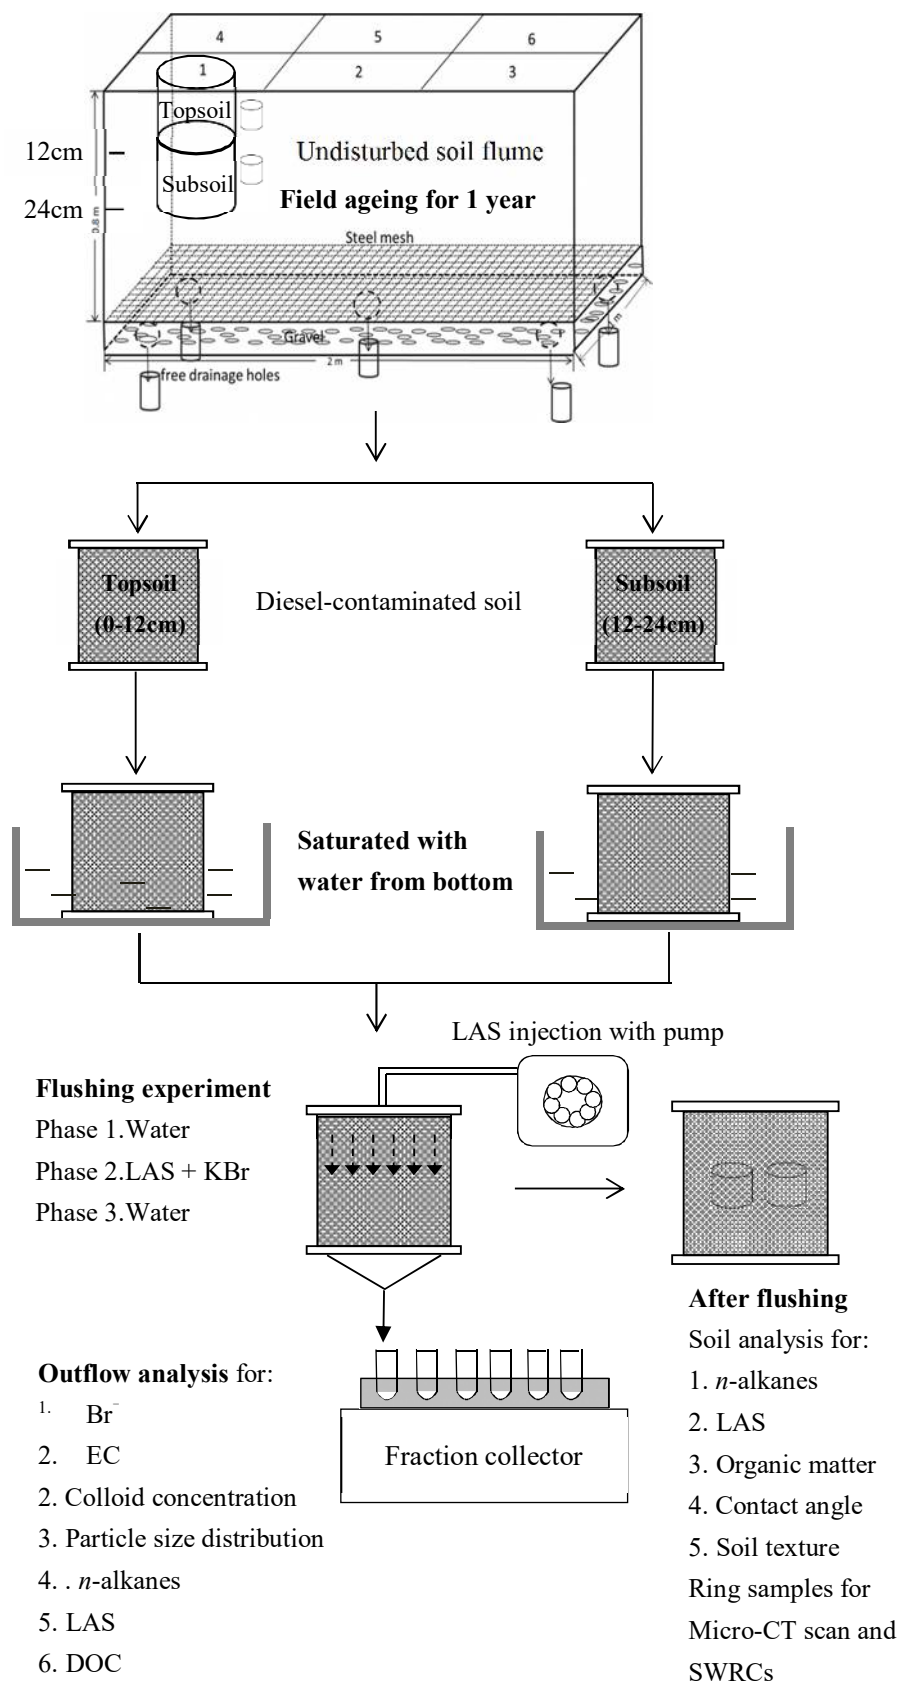 4
5
6
1
2
3
Topsoil
12cm
Undisturbed soil flume
Subsoil
Field ageing for 1 year
24cm
0.8 m
Steel mesh
m
Gravel
2 m
free drainage holes
Topsoil
(0-12cm)
Diesel-contaminated soil
Subsoil
(12-24cm)
Saturated with
water from bottom
LAS injection with pump
Flushing experiment
Phase 1.Water
Phase 2.LAS + KBr
Phase 3.Water
After flushing
Soil analysis for:
1. n-alkanes
2. LAS
3. Organic matter
4. Contact angle
5. Soil texture
Ring samples for
Micro-CT scan and
SWRCs
Outflow analysis for:
1. Br⁻
2. EC
2. Colloid concentration
3. Particle size distribution
4. . n-alkanes
5. LAS
6. DOC
Fraction collector